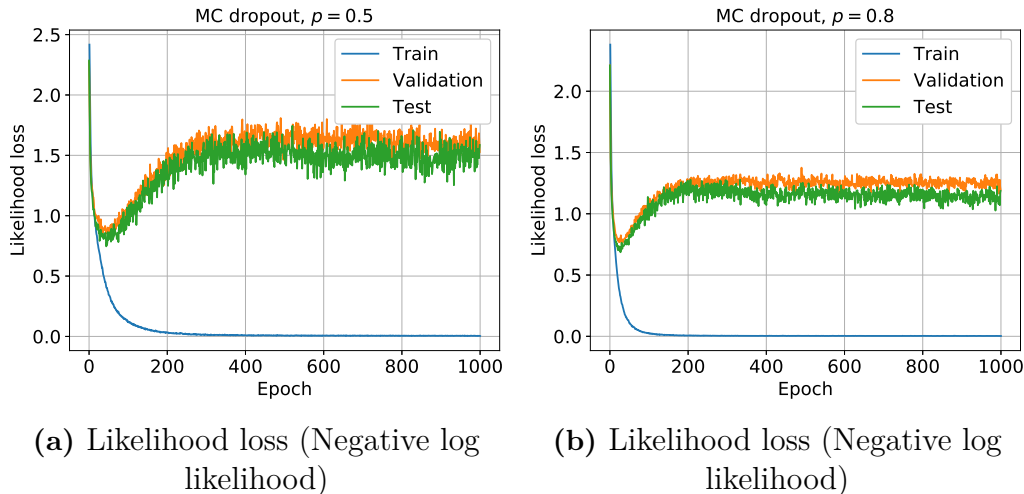 MC dropout, p = 0.5
2.5
2.0
1.5
1.0
0.5
0.0
Likelihood loss
Train
Validation
Test
0 200 400 600 800 1000
Epoch
(a) Likelihood loss (Negative log
likelihood)
MC dropout, p = 0.8
2.0
1.5
1.0
0.5
0.0
Likelihood loss
Train
Validation
Test
0 200 400 600 800 1000
Epoch
(b) Likelihood loss (Negative log
likelihood)